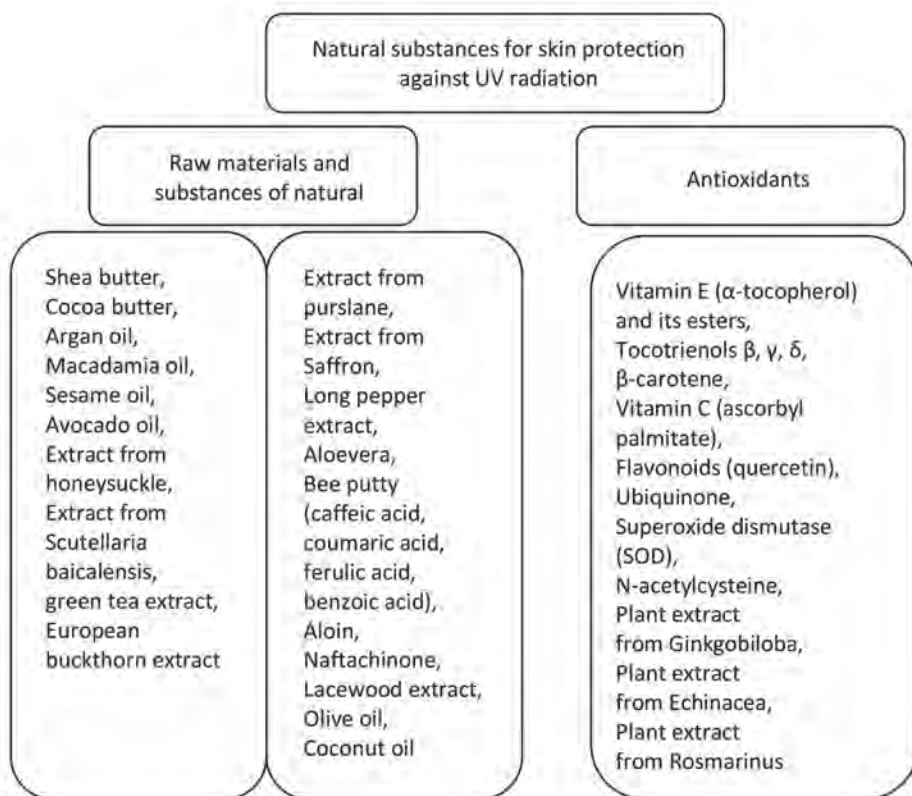 Natural substances for skin protection
against UV radiation
Raw materials and
substances of natural
Antioxidants
Shea butter,
Cocoa butter,
Argan oil,
Macadamia oil,
Sesame oil,
Avocado oil,
Extract from
honeysuckle,
Extract from
Scutellaria
baicalensis,
green tea extract,
European
buckthorn extract
Extract from
purslane,
Extract from
Saffron,
Long pepper
extract,
Aloevera,
Bee putty
(caffeic acid,
coumaric acid,
ferulic acid,
benzoic acid),
Aloin,
Naftachinone,
Lacewood extract,
Olive oil,
Coconut oil
Vitamin E (α-tocopherol)
and its esters,
Tocotrienols β, γ, δ,
β-carotene,
Vitamin C (ascorbyl
palmitate),
Flavonoids (quercetin),
Ubiquinone,
Superoxide dismutase
(SOD),
N-acetylcysteine,
Plant extract
from Ginkgobiloba,
Plant extract
from Echinacea,
Plant extract
from Rosmarinus